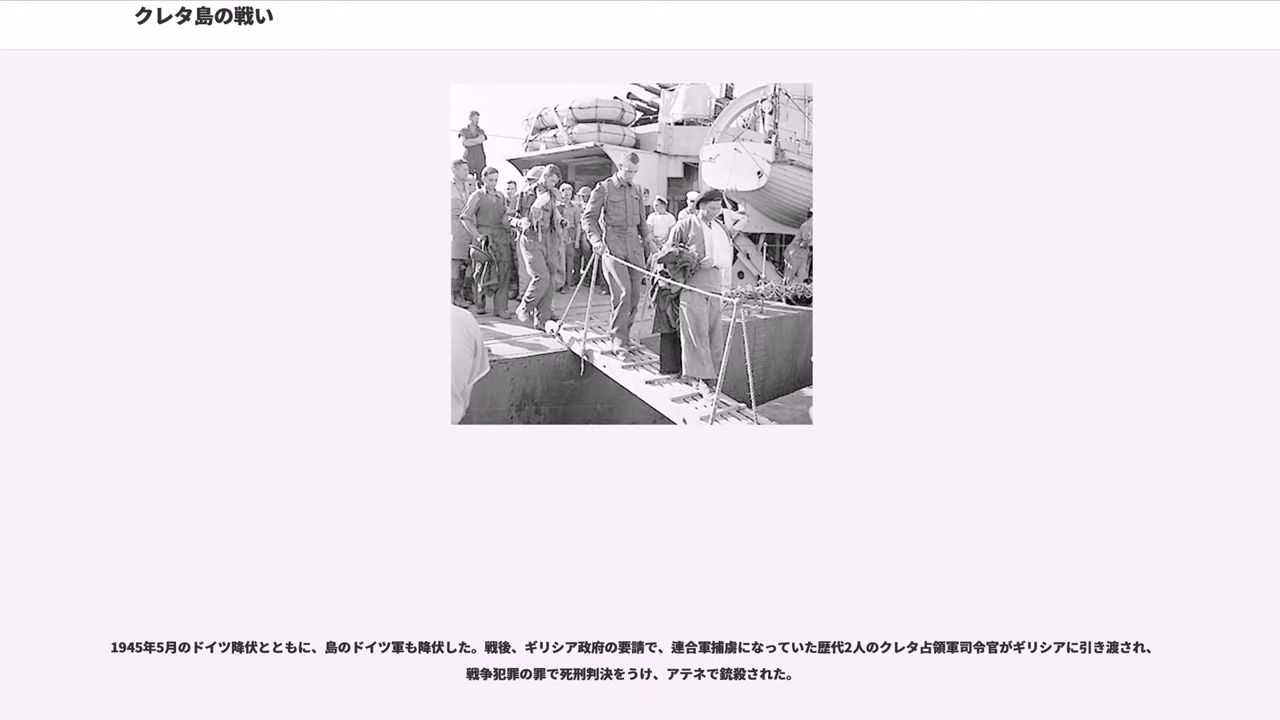 クレタ島の戦い
1945年5月のドイツ降伏とともに、島のドイツ軍も降伏した。戦後、ギリシア政府の要請で、連合軍捕虜になっていた歴代2人のクレタ占領軍司令官がギリシアに引き渡され、
戦争犯罪の罪で死刑判決をうけ、アテネで銃殺された。